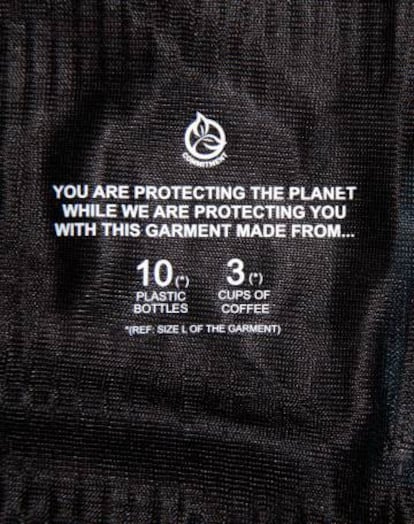 COMMITMENT
YOU ARE PROTECTING THE PLANET
WHILE WE ARE PROTECTING YOU
WITH THIS GARMENT MADE FROM...
10(*) 3(*)
PLASTIC CUPS OF
BOTTLES COFFEE
*(REF: SIZE L OF THE GARMENT)